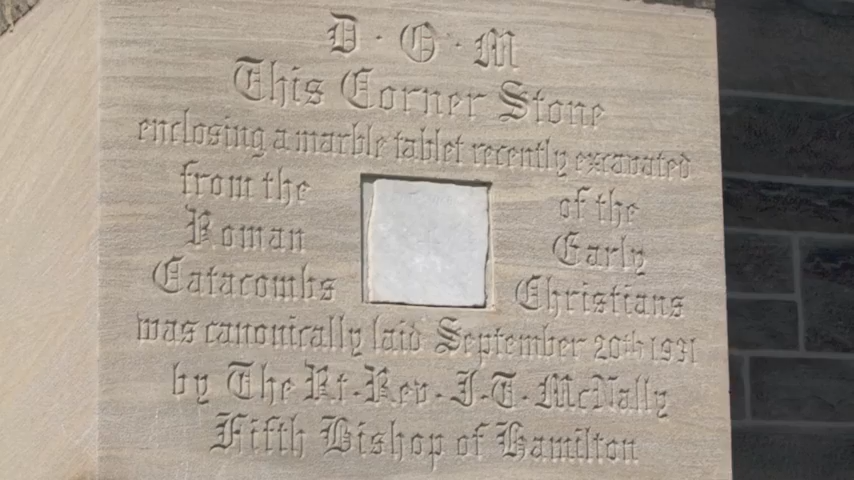 D · O · M
This Corner Stone
enclosing a marble tablet recently excavated
from the of the
Roman Early
Catacombs Christians
was canonically laid September 20th 1931
by The Rt. Rev. J. T. McNally
Fifth Bishop of Hamilton